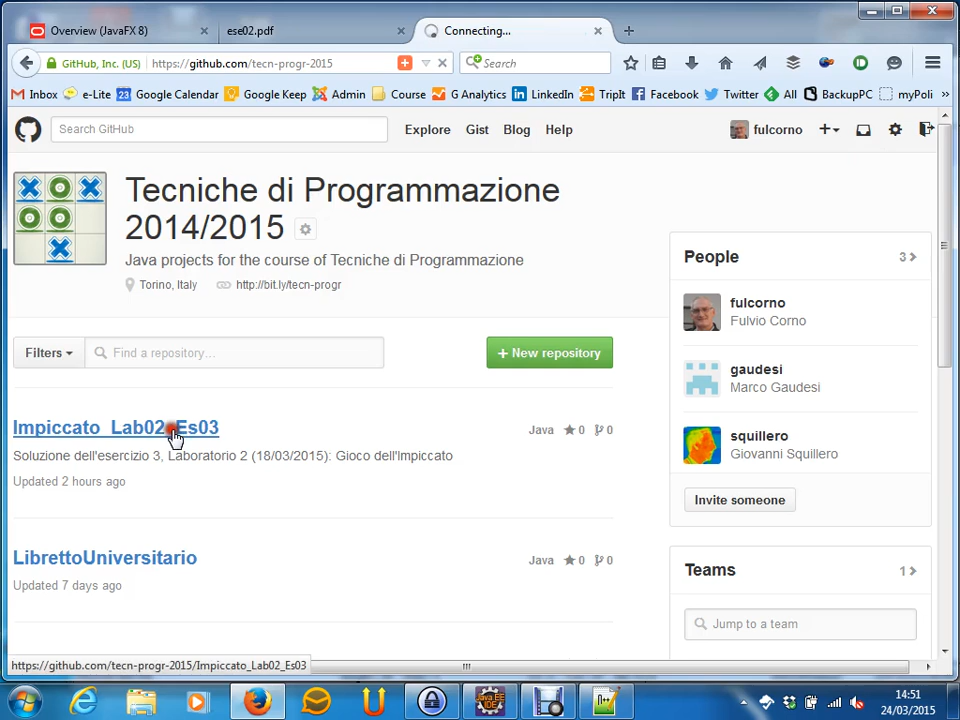 Overview (JavaFX 8)
ese02.pdf
Connecting...
GitHub, Inc. (US)
https://github.com/tecn-progr-2015
Search
Inbox
e-Lite
Google Calendar
Google Keep
Admin
Course
G Analytics
LinkedIn
TripIt
Facebook
Twitter
All
BackupPC
myPoli
Search GitHub
Explore
Gist
Blog
Help
fulcorno
Tecniche di Programmazione
2014/2015
Java projects for the course of Tecniche di Programmazione
Torino, Italy
http://bit.ly/tecn-progr
Filters
Find a repository...
+ New repository
Impiccato_Lab02_Es03
Java
0
0
Soluzione dell'esercizio 3, Laboratorio 2 (18/03/2015): Gioco dell'Impiccato
Updated 2 hours ago
LibrettoUniversitario
Java
0
0
Updated 7 days ago
People
3
fulcorno
Fulvio Corno
gaudesi
Marco Gaudesi
squillero
Giovanni Squillero
Invite someone
Teams
1
Jump to a team
https://github.com/tecn-progr-2015/Impiccato_Lab02_Es03
Java EE
IDE
14:51
24/03/2015